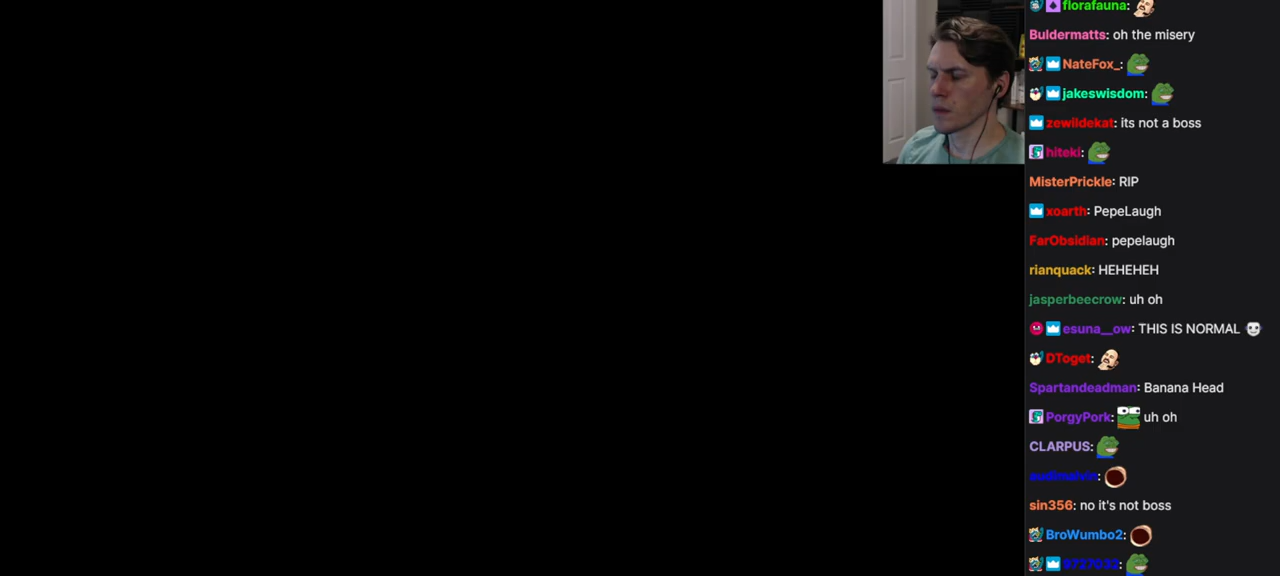 florafauna:
Buldermatts: oh the misery
NateFox_:
jakeswisdom:
zewildekat: its not a boss
hiteki:
MisterPrickle: RIP
xoarth: PepeLaugh
FarObsidian: pepelaugh
rianquack: HEHEHEH
jasperbeecrow: uh oh
esuna__ow: THIS IS NORMAL
DToget:
Spartandeadman: Banana Head
PorgyPork: uh oh
CLARPUS:
sin356: no it's not boss
BroWumbo2: